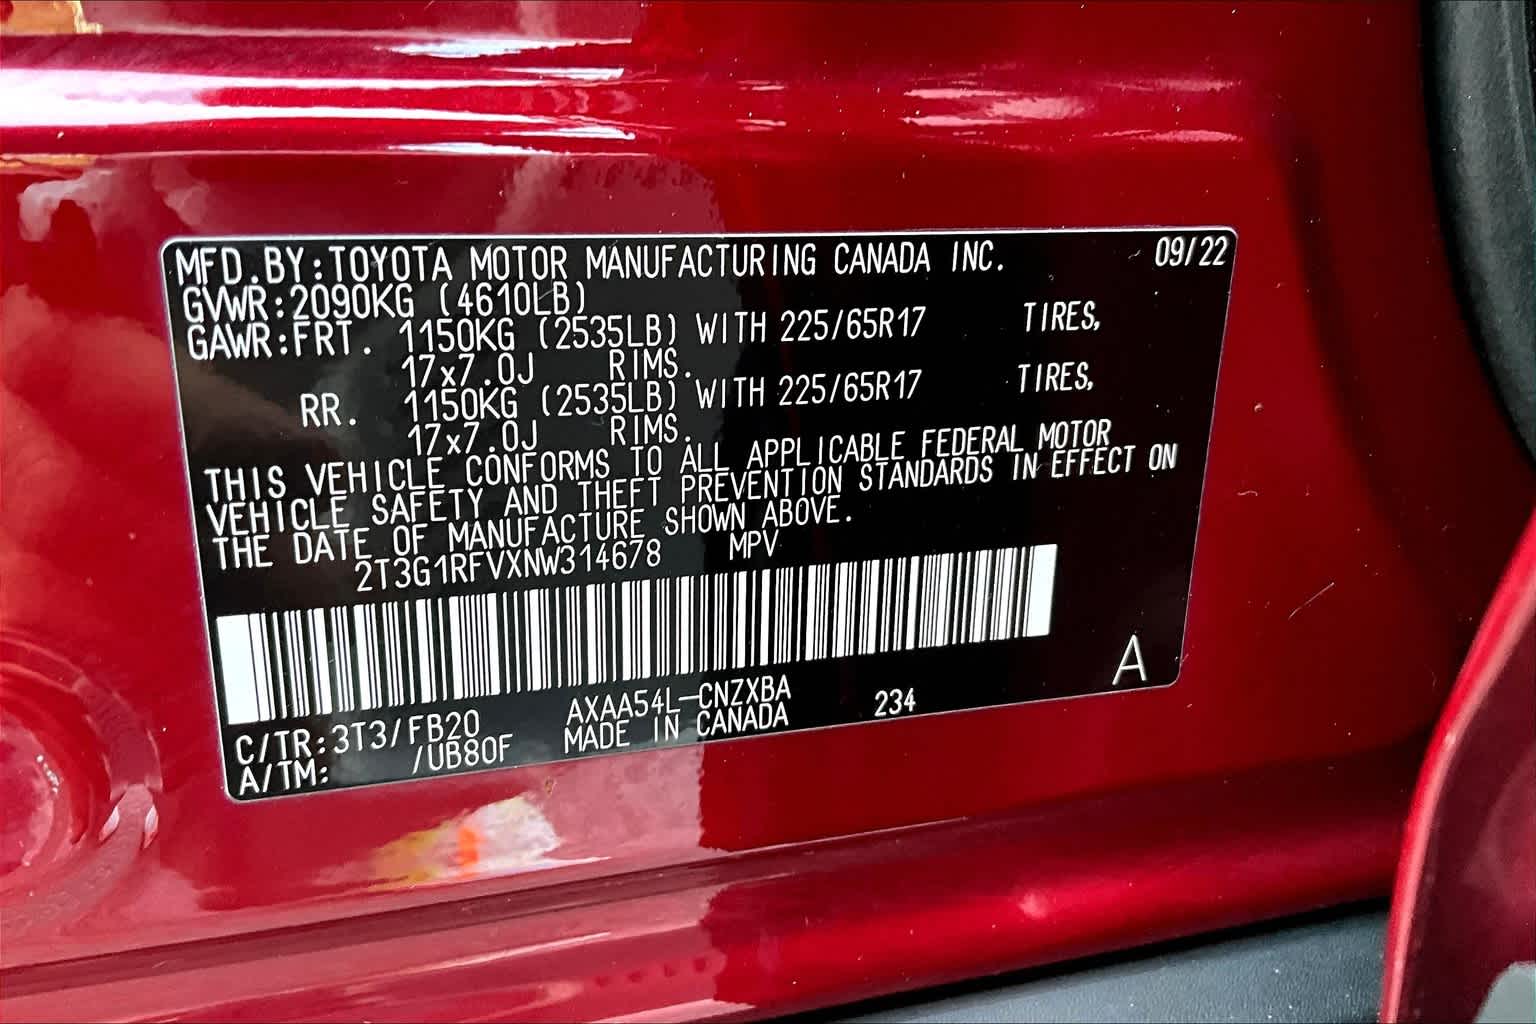 MFD.BY:TOYOTA MOTOR MANUFACTURING CANADA INC. 09/22
GVWR:2090KG (4610LB)
GAWR:FRT. 1150KG (2535LB) WITH 225/65R17 TIRES,
17x7.0J RIMS.
RR. 1150KG (2535LB) WITH 225/65R17 TIRES,
17x7.0J RIMS.
THIS VEHICLE CONFORMS TO ALL APPLICABLE FEDERAL MOTOR
VEHICLE SAFETY AND THEFT PREVENTION STANDARDS IN EFFECT ON
THE DATE OF MANUFACTURE SHOWN ABOVE.
2T3G1RFVXNW314678 MPV
A
C/TR:3T3/FB20 AXAA54L-CNZXBA 234
A/TM: /UB80F MADE IN CANADA